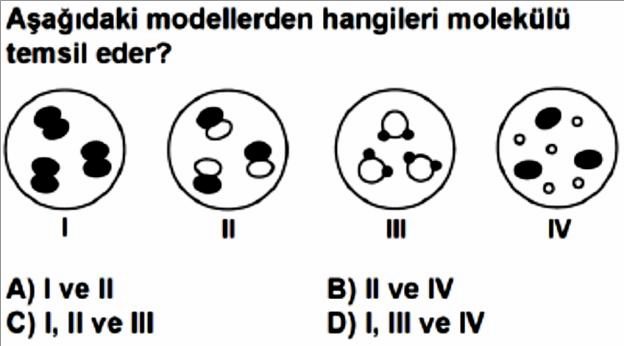 Aşağıdaki modellerden hangileri molekülü
temsil eder?
I II III IV
A) I ve II B) II ve IV
C) I, II ve III D) I, III ve IV